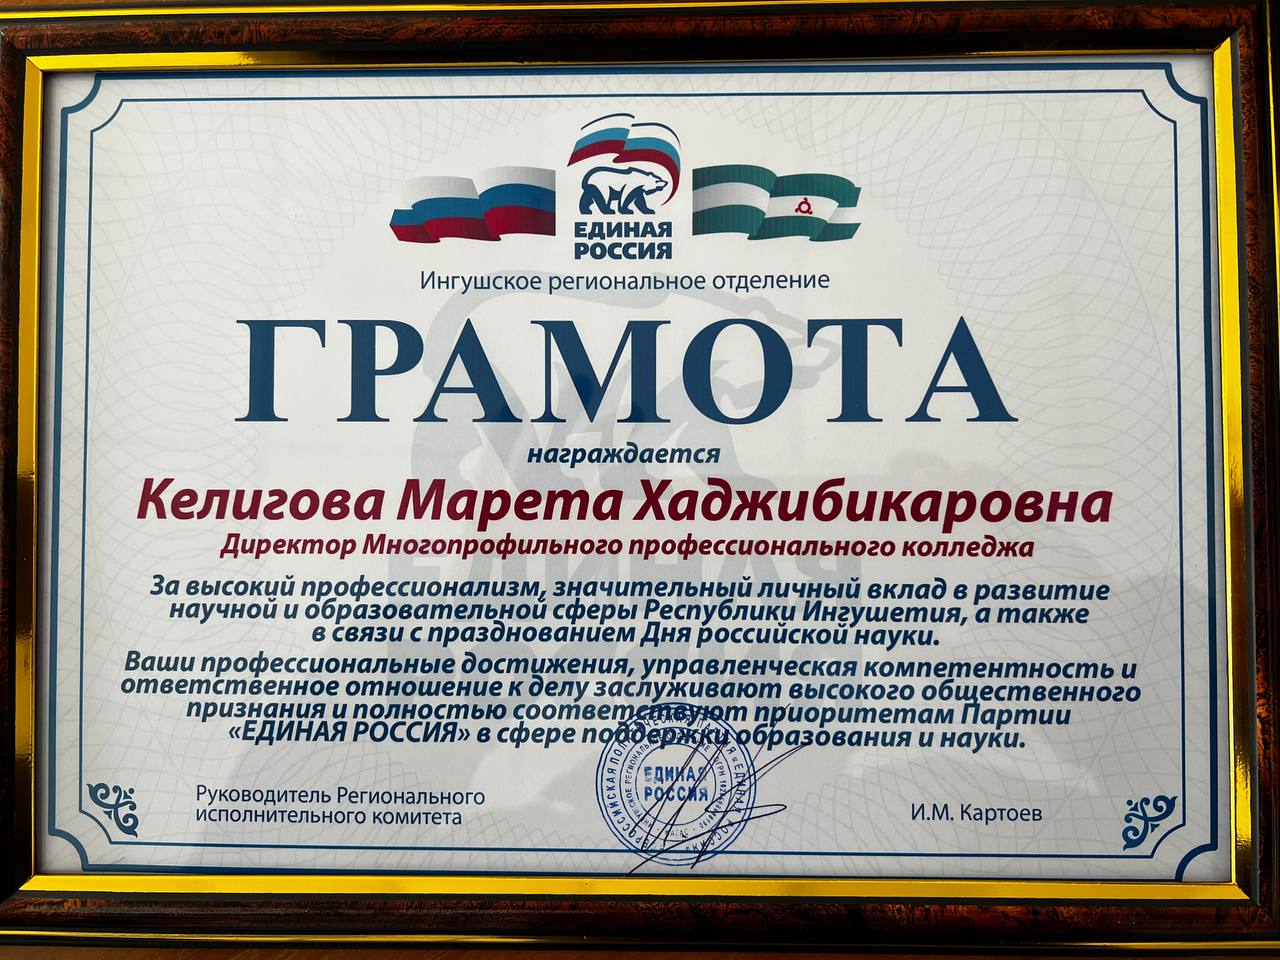 ЕДИНАЯ
РОССИЯ
Ингушское региональное отделение
ГРАМОТА
награждается
Келигова Марета Хаджибикаровна
Директор Многопрофильного профессионального колледжа
За высокий профессионализм, значительный личный вклад в развитие
научной и образовательной сферы Республики Ингушетия, а также
в связи с празднованием Дня российской науки.
Ваши профессиональные достижения, управленческая компетентность и
ответственное отношение к делу заслуживают высокого общественного
признания и полностью соответствуют приоритетам Партии
«ЕДИНАЯ РОССИЯ» в сфере поддержки образования и науки.
Руководитель Регионального
исполнительного комитета
ЕДИНАЯ
РОССИЯ
И.М. Картоев